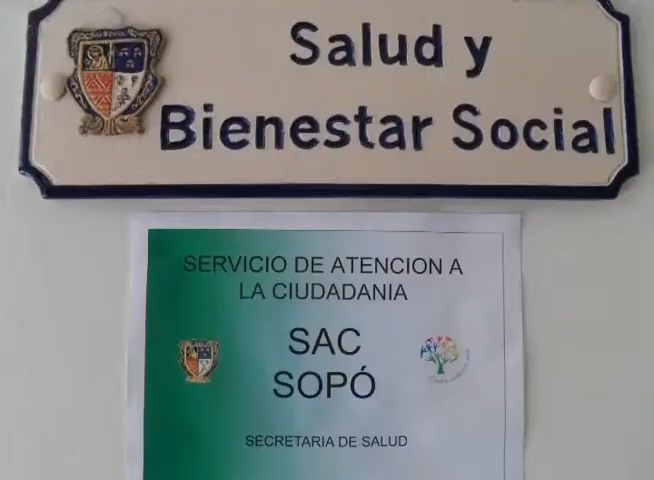 Salud y
Bienestar Social
SERVICIO DE ATENCION A
LA CIUDADANIA
SAC
SOPÓ
SECRETARIA DE SALUD